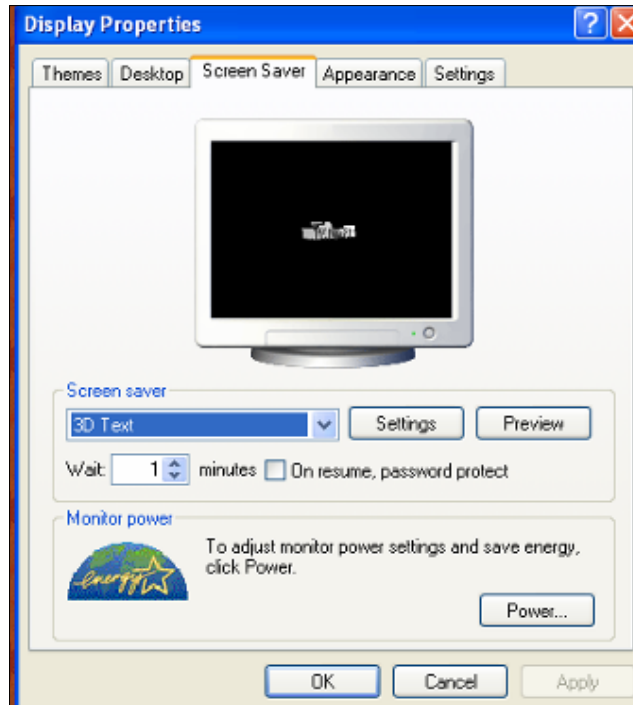 Display Properties
Themes Desktop Screen Saver Appearance Settings
Screen saver
3D Text Settings Preview
Wait: 1 minutes On resume, password protect
Monitor power
energy To adjust monitor power settings and save energy,
click Power.
Power...
OK Cancel Apply